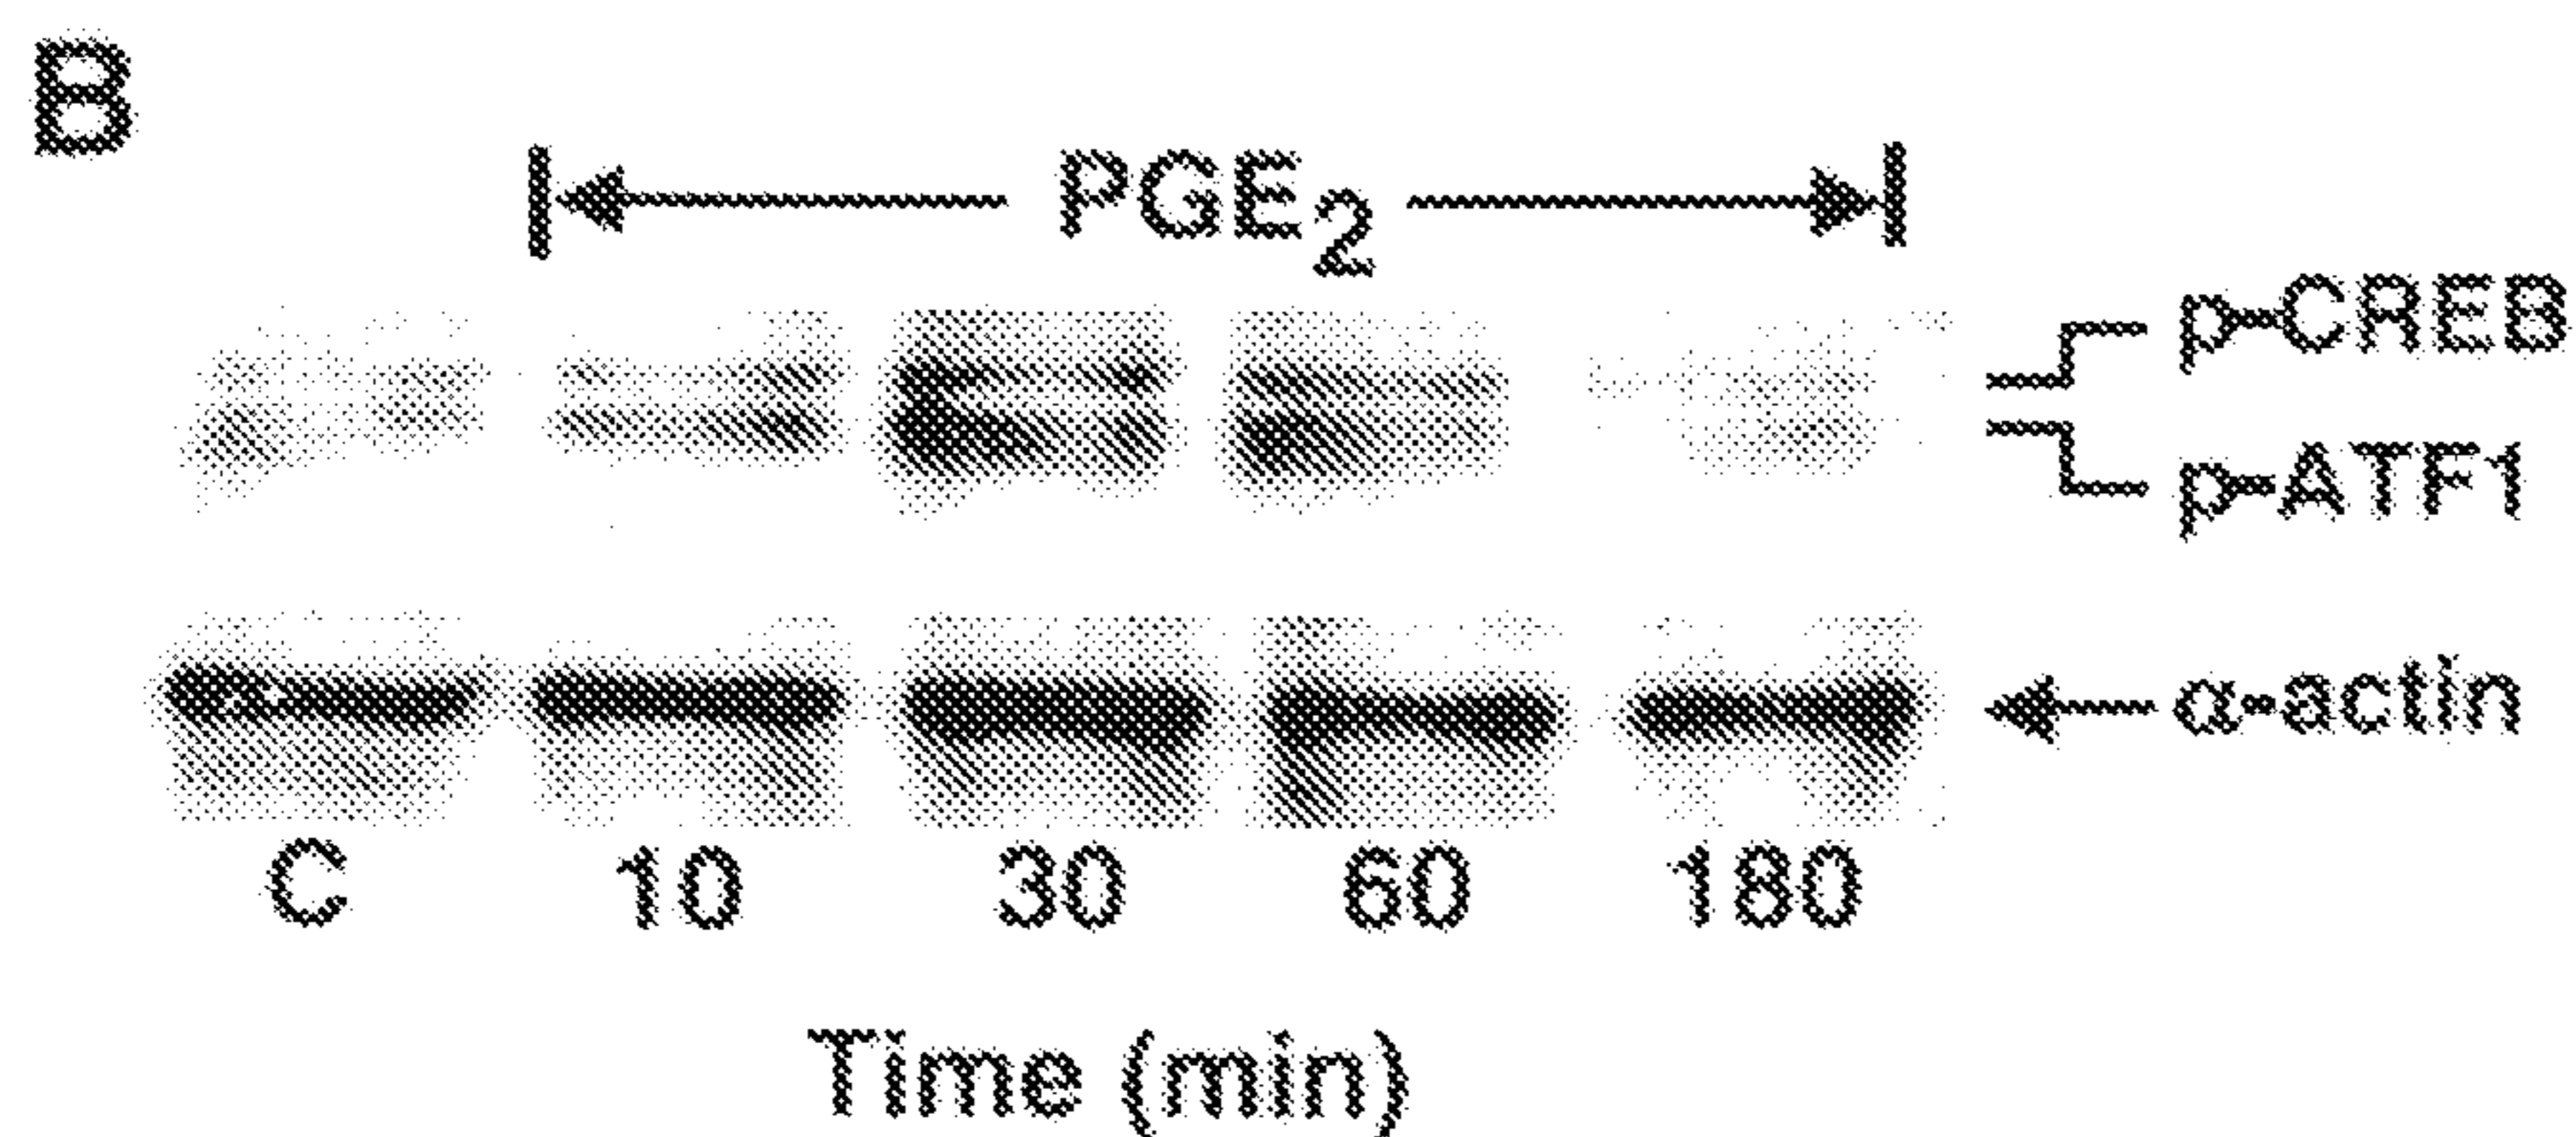 B
PGE₂
p-CREB
p-ATF1
α-actin
C 10 30 60 180
Time (min)